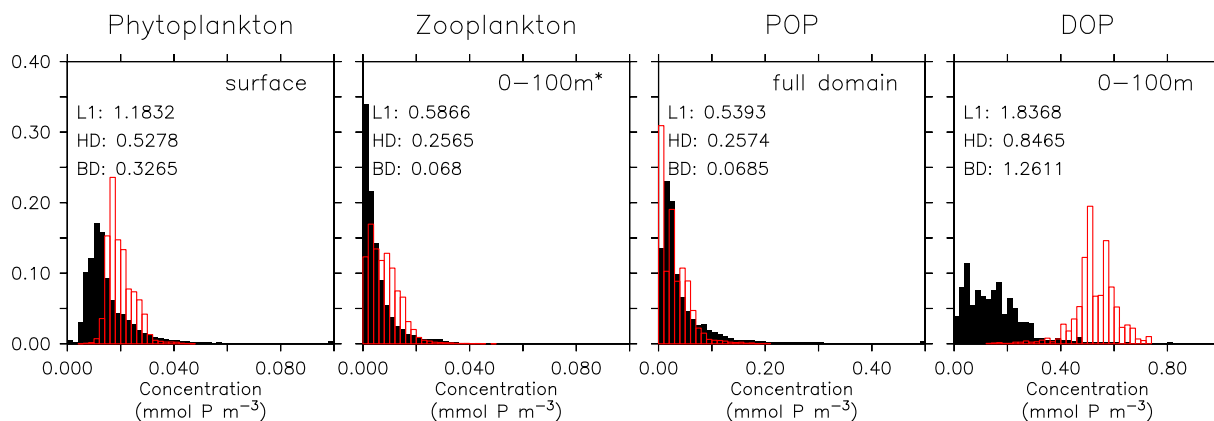 Phytoplankton Zooplankton POP DOP
0.40
surface 0−100m* full domain 0−100m
L1: 1.1832 L1: 0.5866 L1: 0.5393 L1: 1.8368
0.30
HD: 0.5278 HD: 0.2565 HD: 0.2574 HD: 0.8465
BD: 0.3265 BD: 0.068 BD: 0.0685 BD: 1.2611
0.20
0.10
0.00
0.000 0.040 0.080 0.000 0.040 0.080 0.00 0.20 0.40 0.00 0.40 0.80
Concentration Concentration Concentration Concentration
(mmol P m−3) (mmol P m−3) (mmol P m−3) (mmol P m−3)